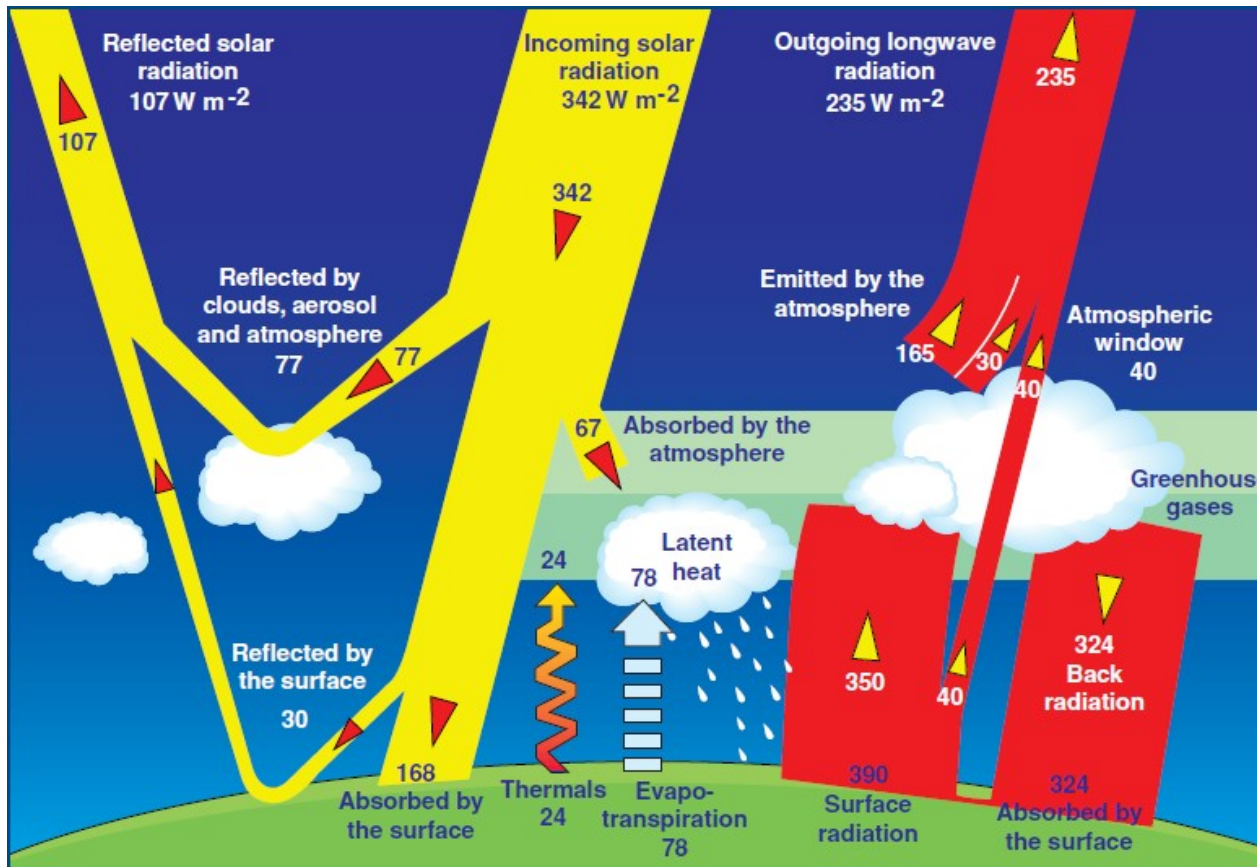 Reflected solar
radiation
107 W m-2
107
Incoming solar
radiation
342 W m-2
342
Outgoing longwave
radiation
235 W m-2
235
Reflected by
clouds, aerosol
and atmosphere
77
77
Emitted by the
atmosphere
165
30
40
Atmospheric
window
40
67
Absorbed by the
atmosphere
Greenhous
gases
Latent
heat
24
78
Reflected by
the surface
30
350
40
324
Back
radiation
168
Absorbed by
the surface
Thermals
24
Evapo-
transpiration
78
390
Surface
radiation
324
Absorbed by
the surface